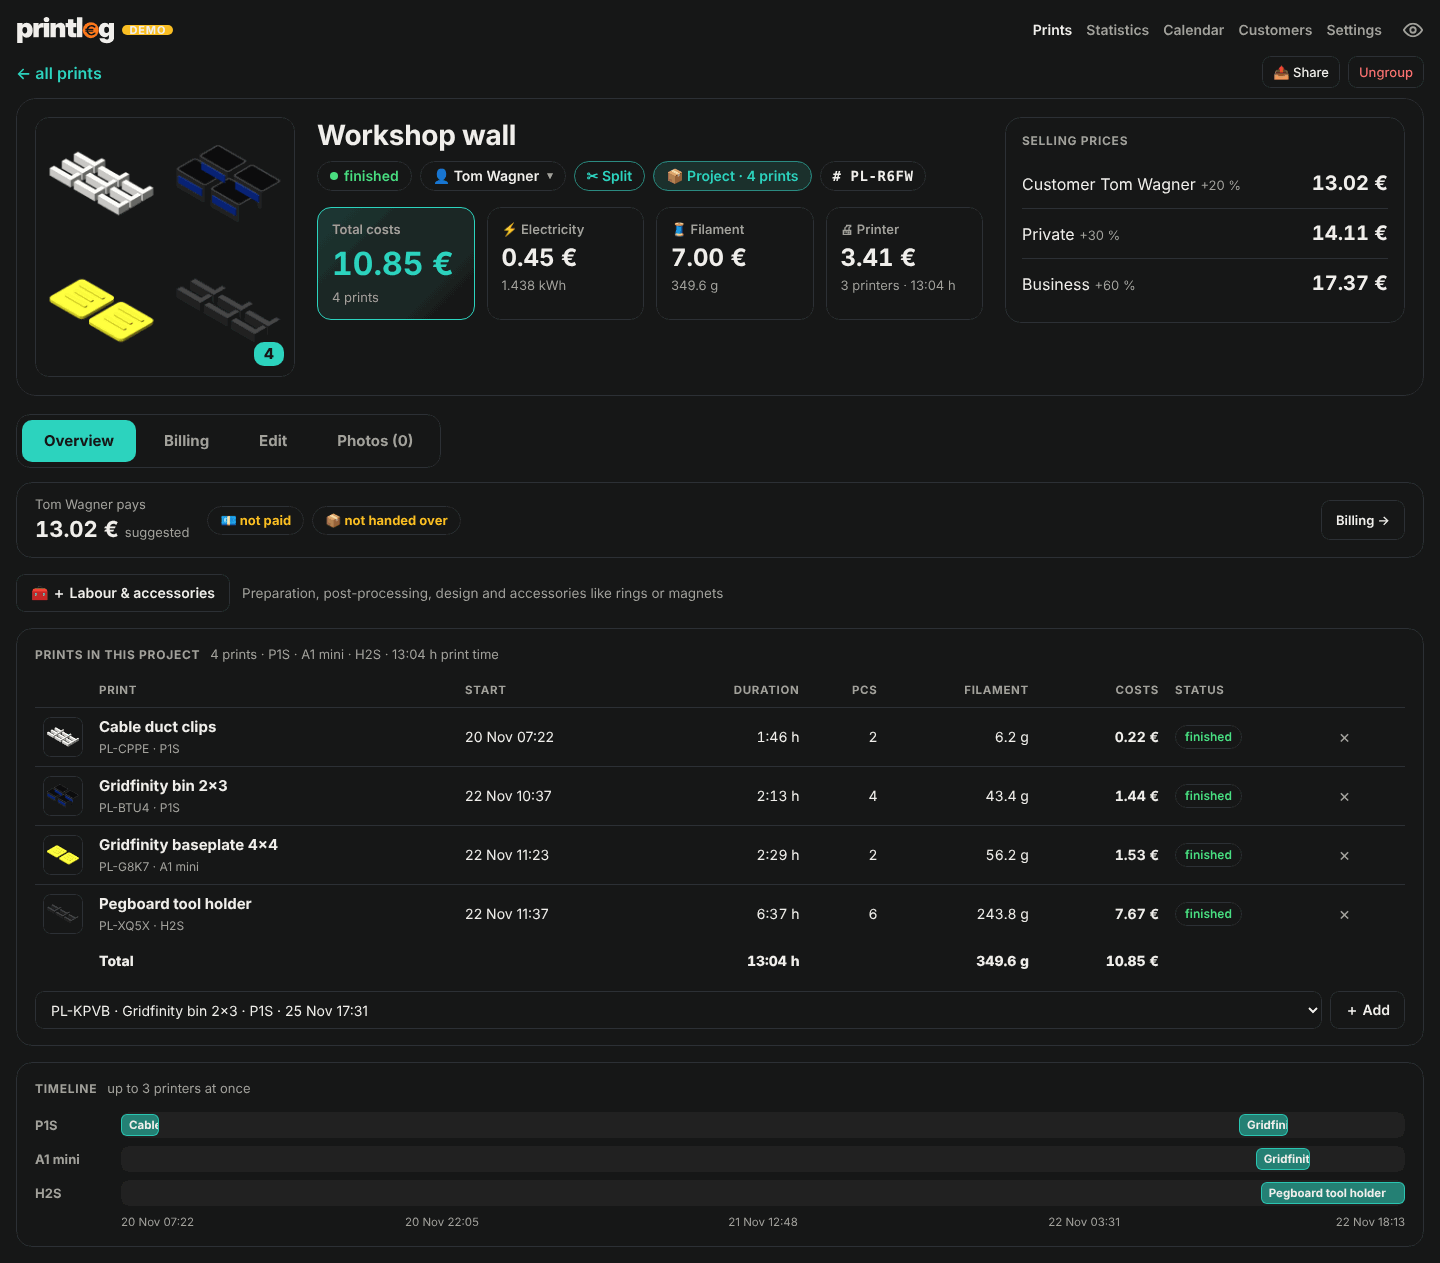 printlog DEMO
Prints Statistics Calendar Customers Settings
← all prints
📤 Share Ungroup
4
Workshop wall
finished 👤 Tom Wagner ▼ ✂ Split 📦 Project · 4 prints # PL-R6FW
Total costs
10.85 €
4 prints
⚡ Electricity
0.45 €
1.438 kWh
🧵 Filament
7.00 €
349.6 g
🖨 Printer
3.41 €
3 printers · 13:04 h
SELLING PRICES
Customer Tom Wagner +20 % 13.02 €
Private +30 % 14.11 €
Business +60 % 17.37 €
Overview Billing Edit Photos (0)
Tom Wagner pays
13.02 € suggested
💶 not paid 📦 not handed over
Billing →
🧰 + Labour & accessories Preparation, post-processing, design and accessories like rings or magnets
PRINTS IN THIS PROJECT 4 prints · P1S · A1 mini · H2S · 13:04 h print time
PRINT START DURATION PCS FILAMENT COSTS STATUS
Cable duct clips 20 Nov 07:22 1:46 h 2 6.2 g 0.22 € finished ×
PL-CPPE · P1S
Gridfinity bin 2×3 22 Nov 10:37 2:13 h 4 43.4 g 1.44 € finished ×
PL-BTU4 · P1S
Gridfinity baseplate 4×4 22 Nov 11:23 2:29 h 2 56.2 g 1.53 € finished ×
PL-G8K7 · A1 mini
Pegboard tool holder 22 Nov 11:37 6:37 h 6 243.8 g 7.67 € finished ×
PL-XQ5X · H2S
Total 13:04 h 349.6 g 10.85 €
PL-KPVB · Gridfinity bin 2×3 · P1S · 25 Nov 17:31 + Add
TIMELINE up to 3 printers at once
P1S Cable Gridfin
A1 mini Gridfinit
H2S Pegboard tool holder
20 Nov 07:22 20 Nov 22:05 21 Nov 12:48 22 Nov 03:31 22 Nov 18:13